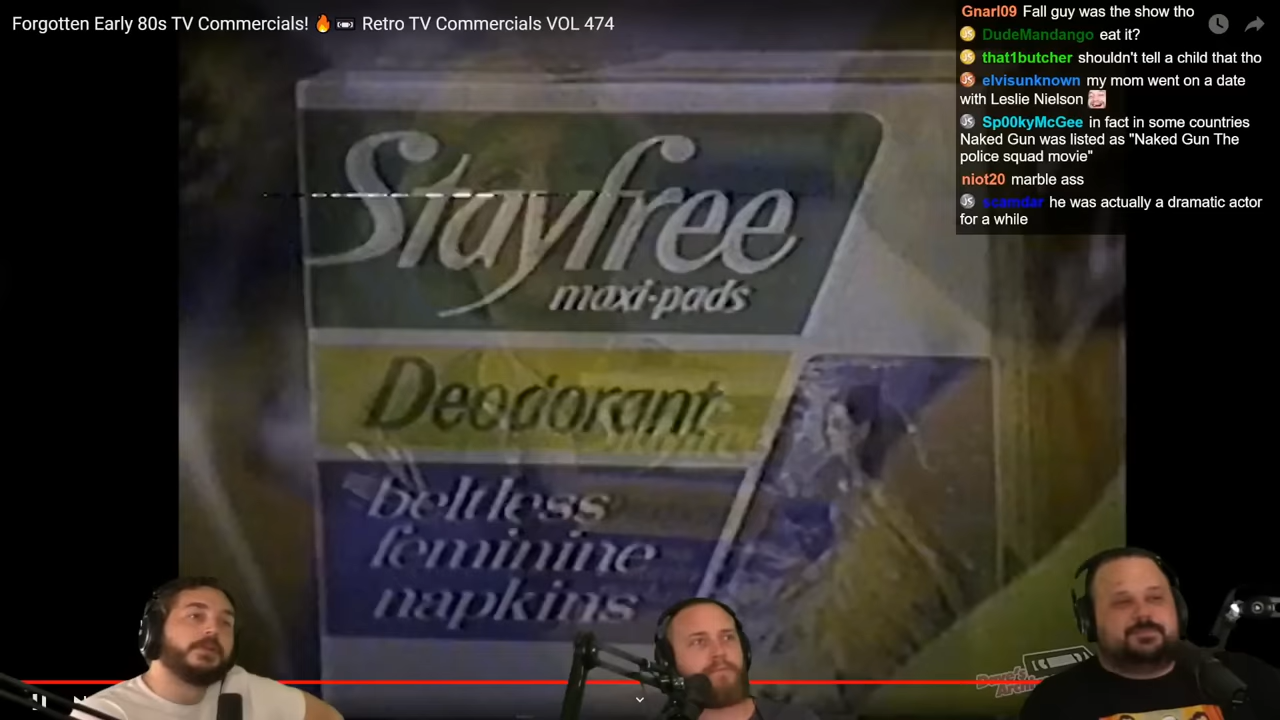 Forgotten Early 80s TV Commercials! 🔥📼 Retro TV Commercials VOL 474
Gnarl09 Fall guy was the show tho
DudeMandango eat it?
that1butcher shouldn't tell a child that tho
elvisunknown my mom went on a date
with Leslie Nielson
Sp00kyMcGee in fact in some countries
Naked Gun was listed as "Naked Gun The
police squad movie"
niot20 marble ass
scamdar he was actually a dramatic actor
for a while
Stayfree
maxi-pads
Deodorant
beltless
feminine
napkins
Dave's